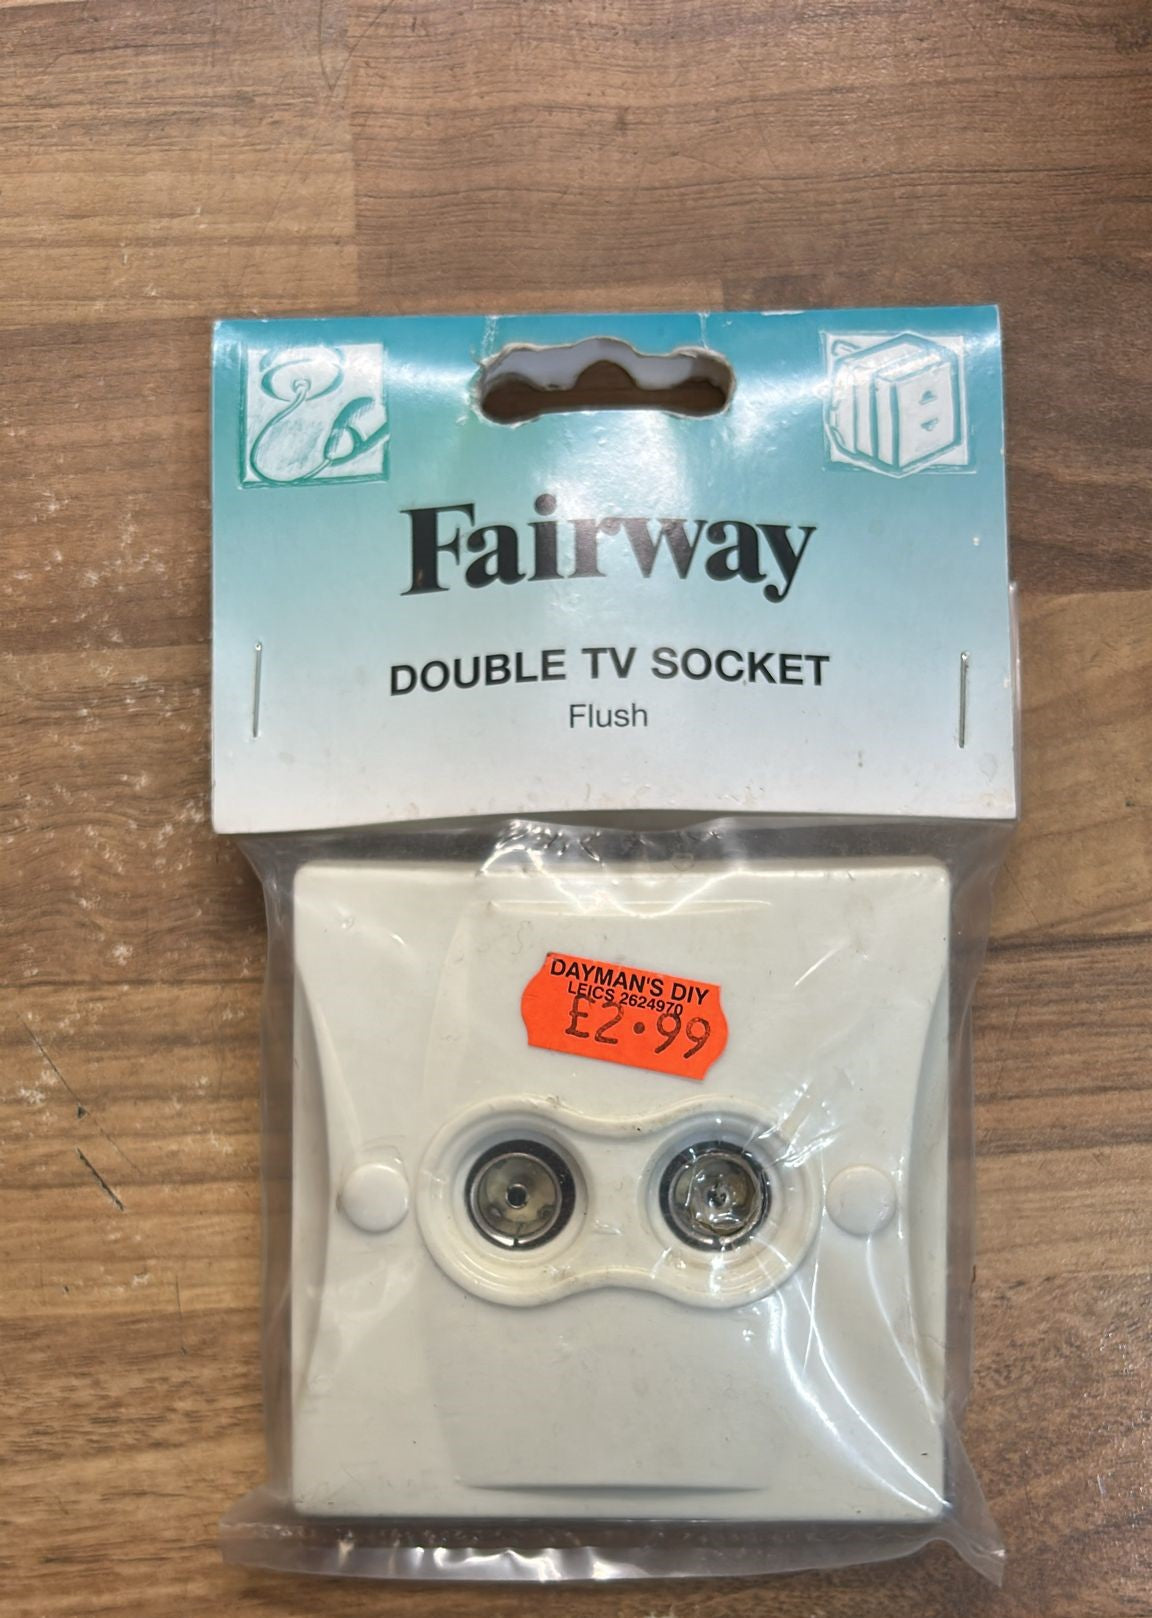 Fairway
DOUBLE TV SOCKET
Flush
DAYMAN'S DIY
LEICS 2624970
£2.99